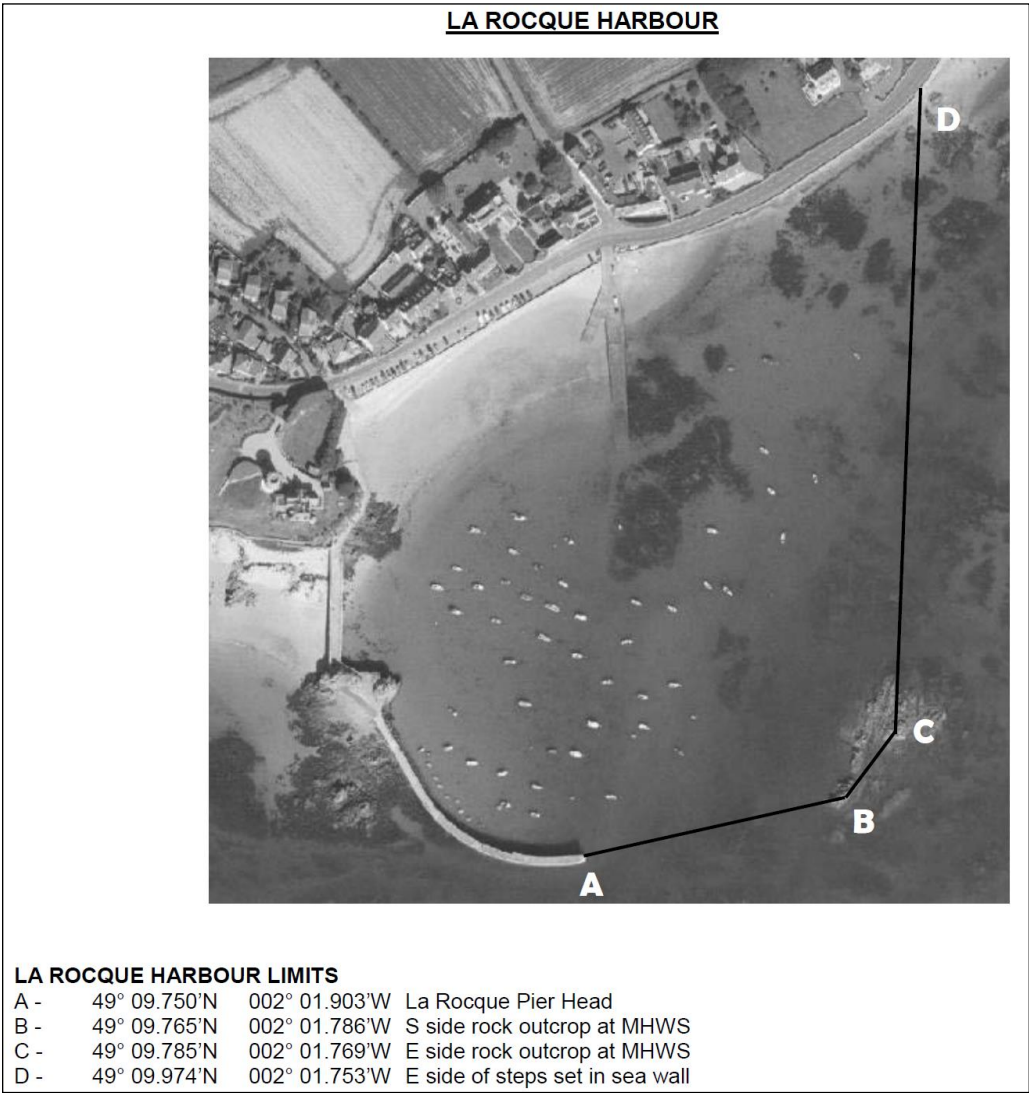 LA ROCQUE HARBOUR
D
C
B
A
LA ROCQUE HARBOUR LIMITS
A - 49° 09.750’N 002° 01.903’W La Rocque Pier Head
B - 49° 09.765’N 002° 01.786’W S side rock outcrop at MHWS
C - 49° 09.785’N 002° 01.769’W E side rock outcrop at MHWS
D - 49° 09.974’N 002° 01.753’W E side of steps set in sea wall